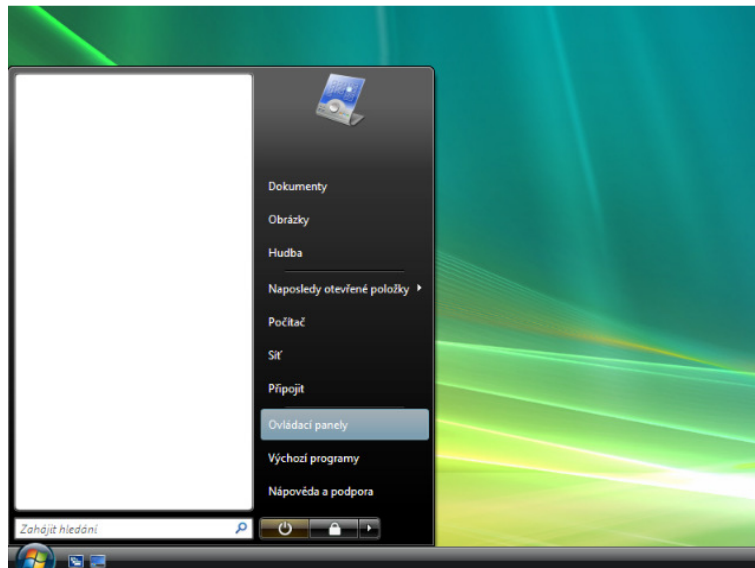 Dokumenty
Obrázky
Hudba
Naposledy otevřené položky
Počítač
Síť
Připojit
Ovládací panely
Výchozí programy
Nápověda a podpora
Zahájit hledání